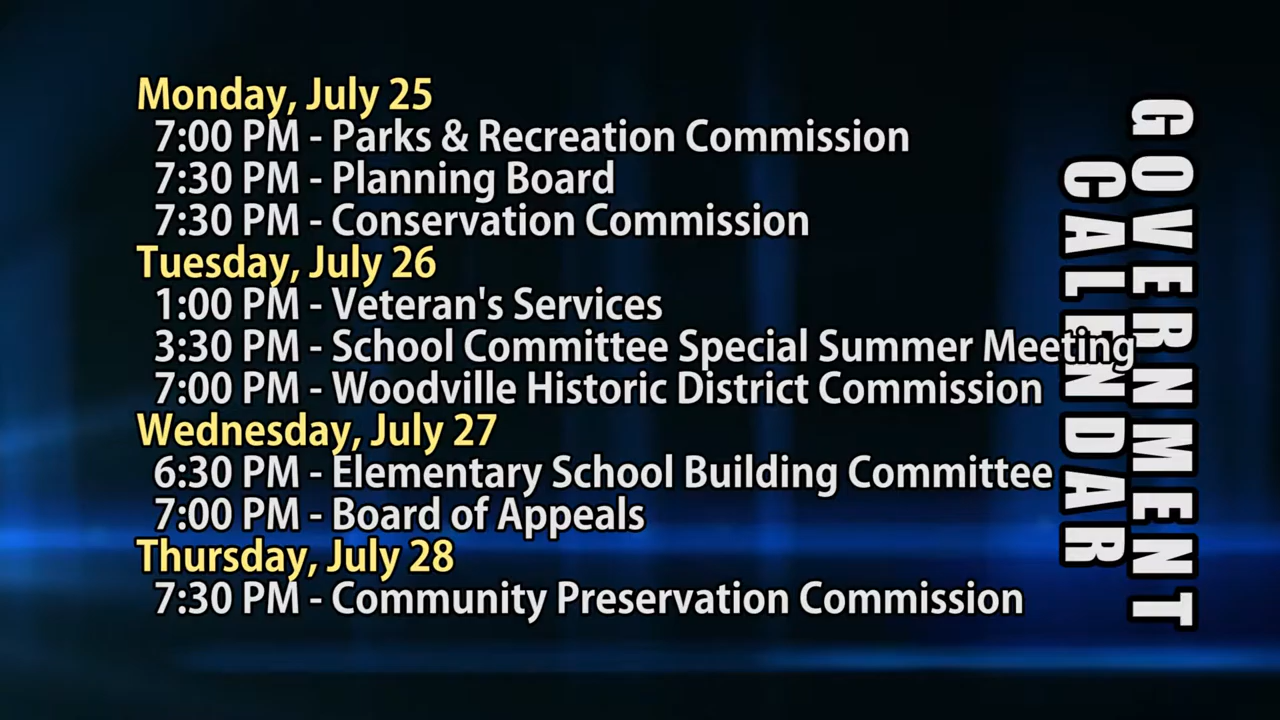 Monday, July 25
7:00 PM - Parks & Recreation Commission
7:30 PM - Planning Board
7:30 PM - Conservation Commission
Tuesday, July 26
1:00 PM - Veteran's Services
3:30 PM - School Committee Special Summer Meeting
7:00 PM - Woodville Historic District Commission
Wednesday, July 27
6:30 PM - Elementary School Building Committee
7:00 PM - Board of Appeals
Thursday, July 28
7:30 PM - Community Preservation Commission
GOVERNMENT
CALENDAR